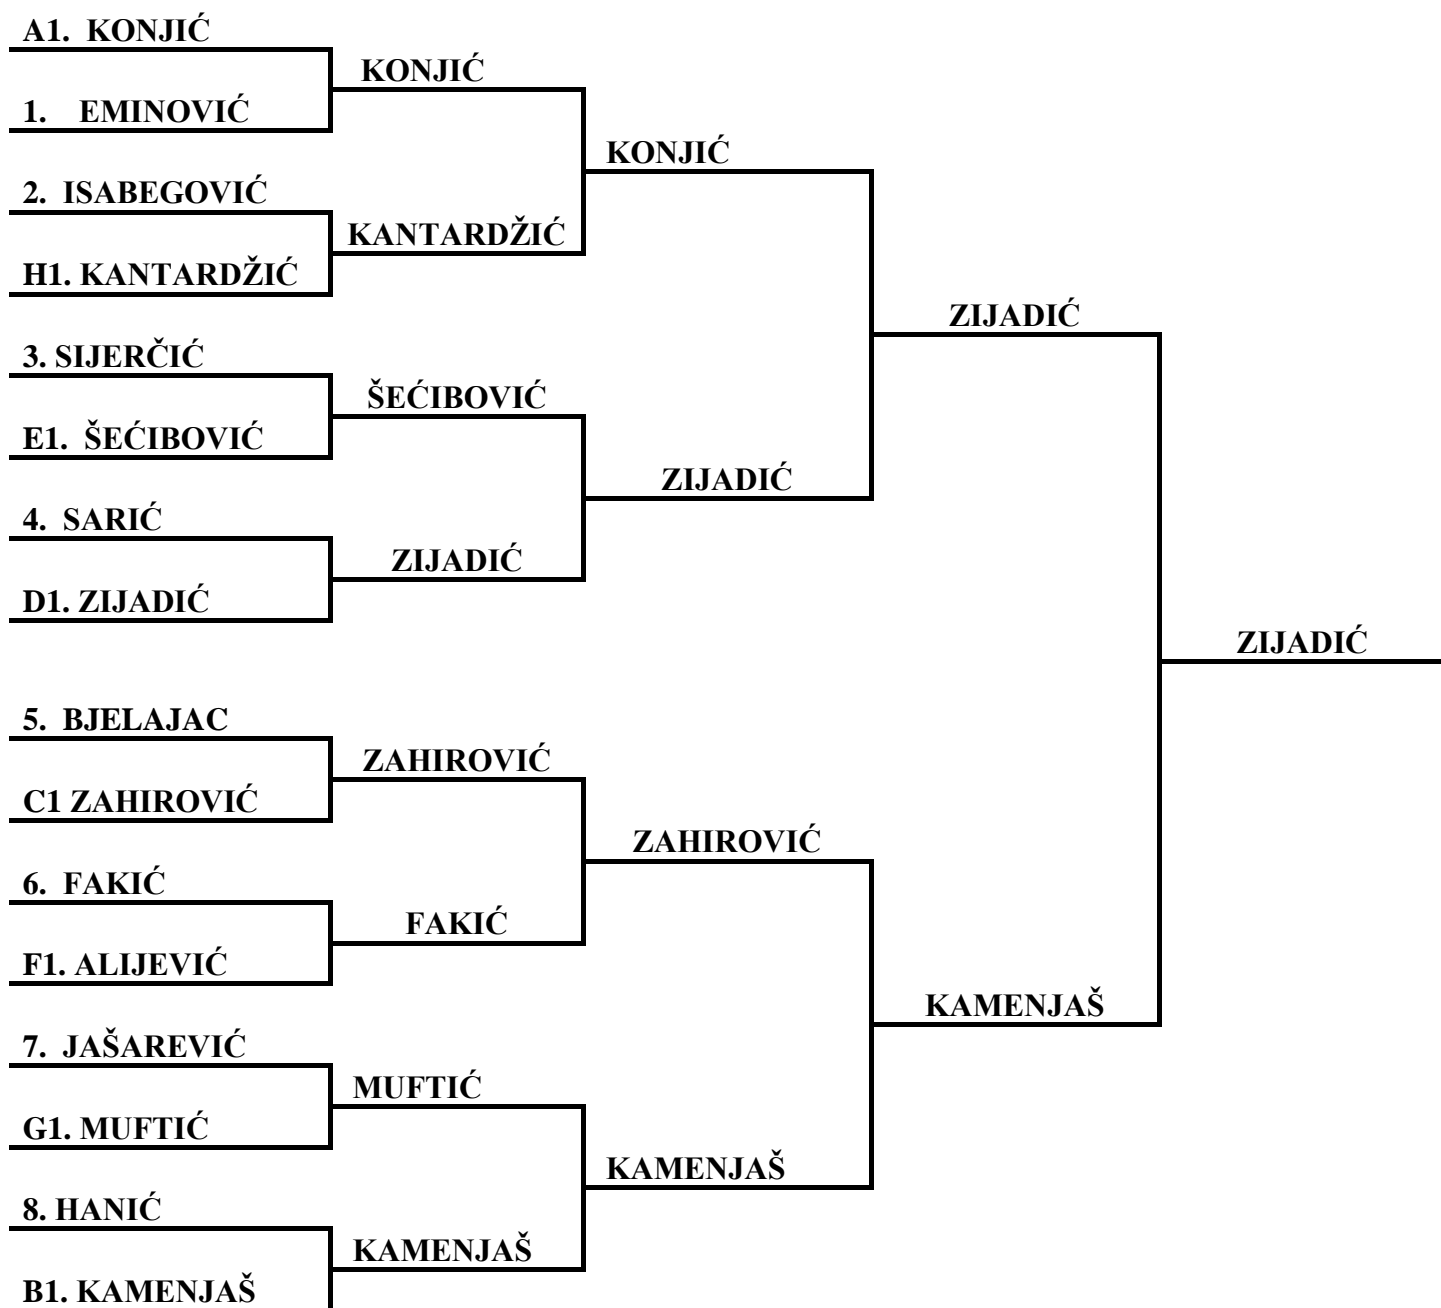 A1. KONJIĆ
KONJIĆ
1. EMINOVIĆ
KONJIĆ
2. ISABEGOVIĆ
KANTARDŽIĆ
H1. KANTARDŽIĆ
ZIJADIĆ
3. SIJERČIĆ
ŠEĆIBOVIĆ
E1. ŠEĆIBOVIĆ
ZIJADIĆ
4. SARIĆ
ZIJADIĆ
D1. ZIJADIĆ
ZIJADIĆ
5. BJELAJAC
ZAHIROVIĆ
C1 ZAHIROVIĆ
ZAHIROVIĆ
6. FAKIĆ
FAKIĆ
F1. ALIJEVIĆ
KAMENJAŠ
7. JAŠAREVIĆ
MUFTIĆ
G1. MUFTIĆ
KAMENJAŠ
8. HANIĆ
KAMENJAŠ
B1. KAMENJAŠ